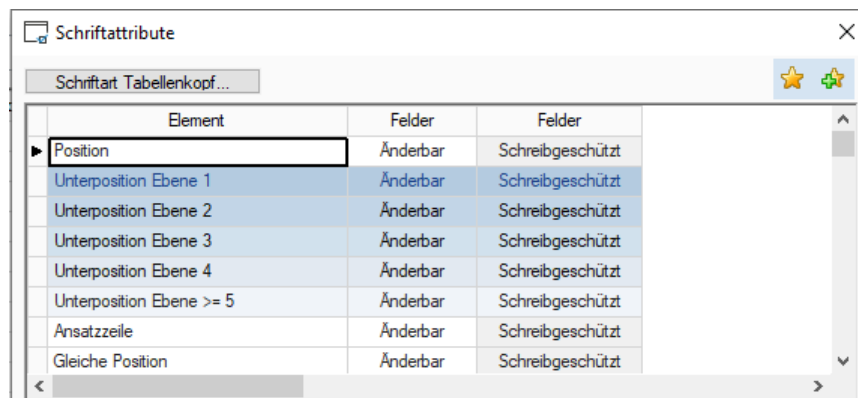 Schriftattribute
Schriftart Tabellenkopf...
Element Felder Felder
Position Änderbar Schreibgeschützt
Unterposition Ebene 1 Änderbar Schreibgeschützt
Unterposition Ebene 2 Änderbar Schreibgeschützt
Unterposition Ebene 3 Änderbar Schreibgeschützt
Unterposition Ebene 4 Änderbar Schreibgeschützt
Unterposition Ebene >= 5 Änderbar Schreibgeschützt
Ansatzzeile Änderbar Schreibgeschützt
Gleiche Position Änderbar Schreibgeschützt